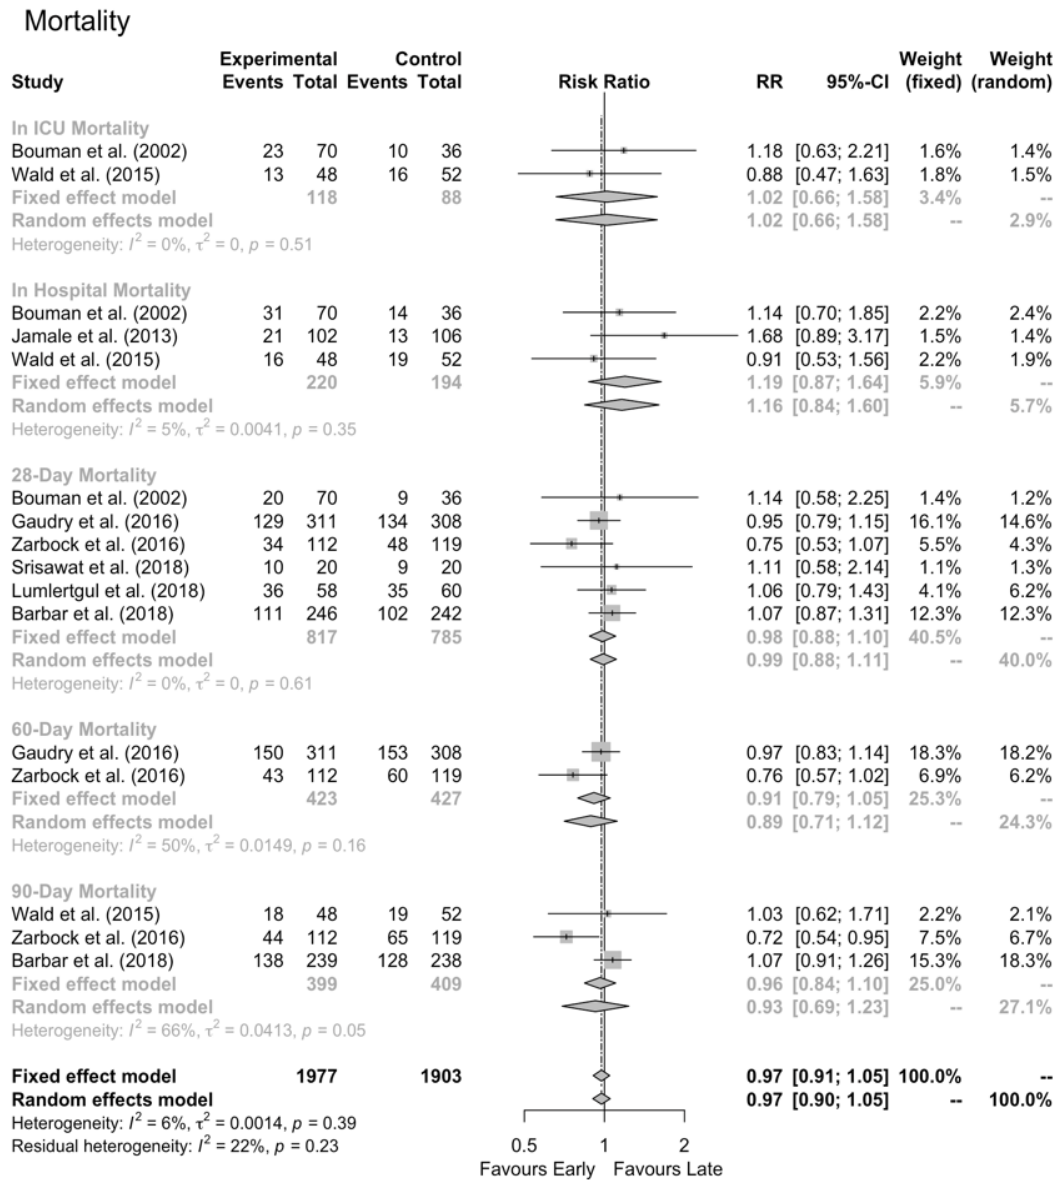 Mortality
Experimental Control Weight Weight
Study Events Total Events Total Risk Ratio RR 95%-CI (fixed) (random)
In ICU Mortality
Bouman et al. (2002) 23 70 10 36 1.18 [0.63; 2.21] 1.6% 1.4%
Wald et al. (2015) 13 48 16 52 0.88 [0.47; 1.63] 1.8% 1.5%
Fixed effect model 118 88 1.02 [0.66; 1.58] 3.4% --
Random effects model 1.02 [0.66; 1.58] -- 2.9%
Heterogeneity: I² = 0%, τ² = 0, p = 0.51
In Hospital Mortality
Bouman et al. (2002) 31 70 14 36 1.14 [0.70; 1.85] 2.2% 2.4%
Jamale et al. (2013) 21 102 13 106 1.68 [0.89; 3.17] 1.5% 1.4%
Wald et al. (2015) 16 48 19 52 0.91 [0.53; 1.56] 2.2% 1.9%
Fixed effect model 220 194 1.19 [0.87; 1.64] 5.9% --
Random effects model 1.16 [0.84; 1.60] -- 5.7%
Heterogeneity: I² = 5%, τ² = 0.0041, p = 0.35
28-Day Mortality
Bouman et al. (2002) 20 70 9 36 1.14 [0.58; 2.25] 1.4% 1.2%
Gaudry et al. (2016) 129 311 134 308 0.95 [0.79; 1.15] 16.1% 14.6%
Zarbock et al. (2016) 34 112 48 119 0.75 [0.53; 1.07] 5.5% 4.3%
Srisawat et al. (2018) 10 20 9 20 1.11 [0.58; 2.14] 1.1% 1.3%
Lumlertgul et al. (2018) 36 58 35 60 1.06 [0.79; 1.43] 4.1% 6.2%
Barbar et al. (2018) 111 246 102 242 1.07 [0.87; 1.31] 12.3% 12.3%
Fixed effect model 817 785 0.98 [0.88; 1.10] 40.5% --
Random effects model 0.99 [0.88; 1.11] -- 40.0%
Heterogeneity: I² = 0%, τ² = 0, p = 0.61
60-Day Mortality
Gaudry et al. (2016) 150 311 153 308 0.97 [0.83; 1.14] 18.3% 18.2%
Zarbock et al. (2016) 43 112 60 119 0.76 [0.57; 1.02] 6.9% 6.2%
Fixed effect model 423 427 0.91 [0.79; 1.05] 25.3% --
Random effects model 0.89 [0.71; 1.12] -- 24.3%
Heterogeneity: I² = 50%, τ² = 0.0149, p = 0.16
90-Day Mortality
Wald et al. (2015) 18 48 19 52 1.03 [0.62; 1.71] 2.2% 2.1%
Zarbock et al. (2016) 44 112 65 119 0.72 [0.54; 0.95] 7.5% 6.7%
Barbar et al. (2018) 138 239 128 238 1.07 [0.91; 1.26] 15.3% 18.3%
Fixed effect model 399 409 0.96 [0.84; 1.10] 25.0% --
Random effects model 0.93 [0.69; 1.23] -- 27.1%
Heterogeneity: I² = 66%, τ² = 0.0413, p = 0.05
Fixed effect model 1977 1903 0.97 [0.91; 1.05] 100.0% --
Random effects model 0.97 [0.90; 1.05] -- 100.0%
Heterogeneity: I² = 6%, τ² = 0.0014, p = 0.39
Residual heterogeneity: I² = 22%, p = 0.23
0.5 1 2
Favours Early Favours Late